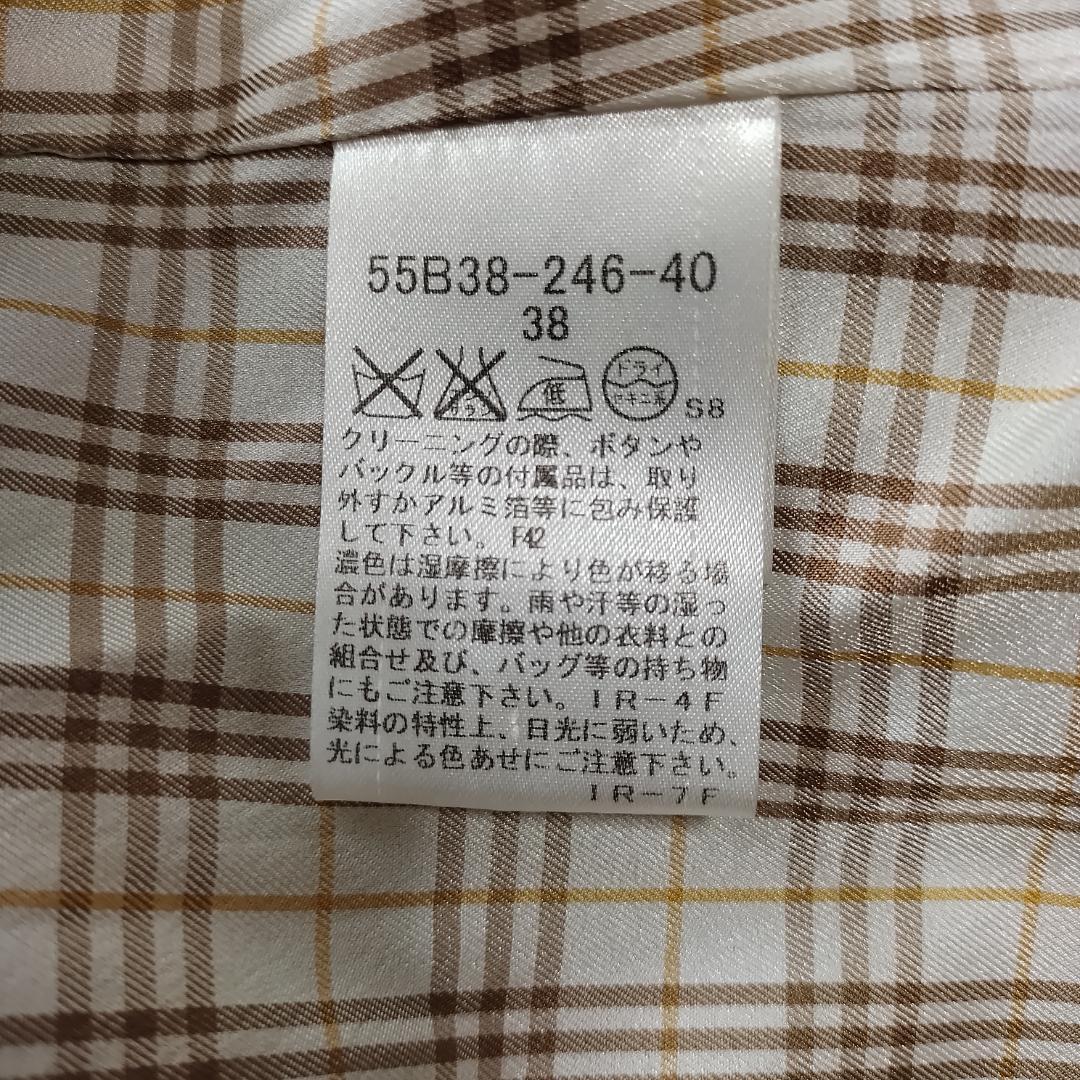 55B38-246-40
38
低
ドライ
セキユ系
S8
クリーニングの際、ボタンや
バックル等の付属品は、取り
外すかアルミ箔等に包み保護
して下さい。 F42
濃色は湿摩擦により色が移る場
合があります。雨や汗等の湿っ
た状態での摩擦や他の衣料との
組合せ及び、バッグ等の持ち物
にもご注意下さい。IR-4F
染料の特性上、日光に弱いため、
光による色あせにご注意下さい。
IR-7F